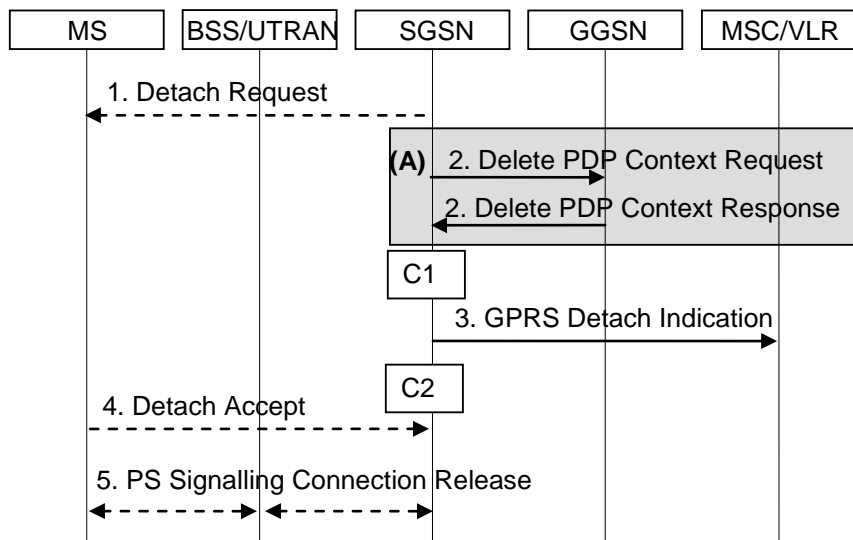 MS BSS/UTRAN SGSN GGSN MSC/VLR
1. Detach Request
(A) 2. Delete PDP Context Request
2. Delete PDP Context Response
C1
3. GPRS Detach Indication
C2
4. Detach Accept
5. PS Signalling Connection Release